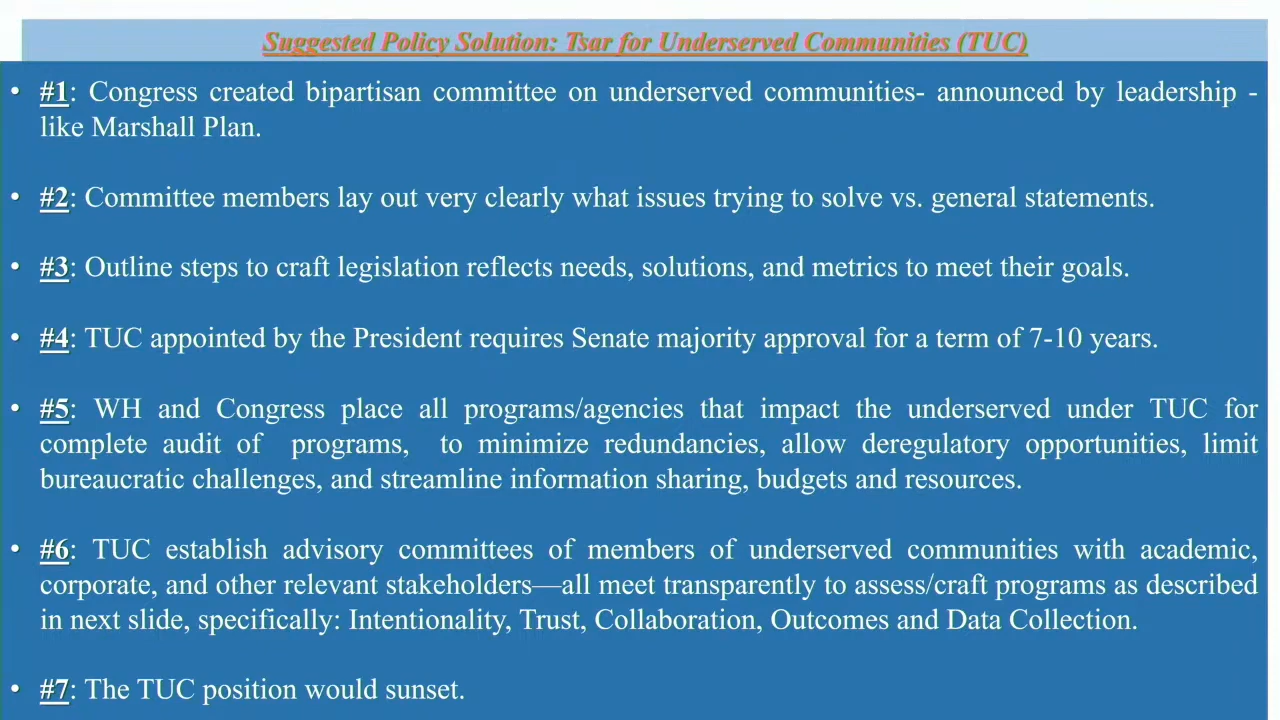 Suggested Policy Solution: Tsar for Underserved Communities (TUC)
• #1: Congress created bipartisan committee on underserved communities- announced by leadership -
like Marshall Plan.
• #2: Committee members lay out very clearly what issues trying to solve vs. general statements.
• #3: Outline steps to craft legislation reflects needs, solutions, and metrics to meet their goals.
• #4: TUC appointed by the President requires Senate majority approval for a term of 7-10 years.
• #5: WH and Congress place all programs/agencies that impact the underserved under TUC for
complete audit of programs, to minimize redundancies, allow deregulatory opportunities, limit
bureaucratic challenges, and streamline information sharing, budgets and resources.
• #6: TUC establish advisory committees of members of underserved communities with academic,
corporate, and other relevant stakeholders—all meet transparently to assess/craft programs as described
in next slide, specifically: Intentionality, Trust, Collaboration, Outcomes and Data Collection.
• #7: The TUC position would sunset.